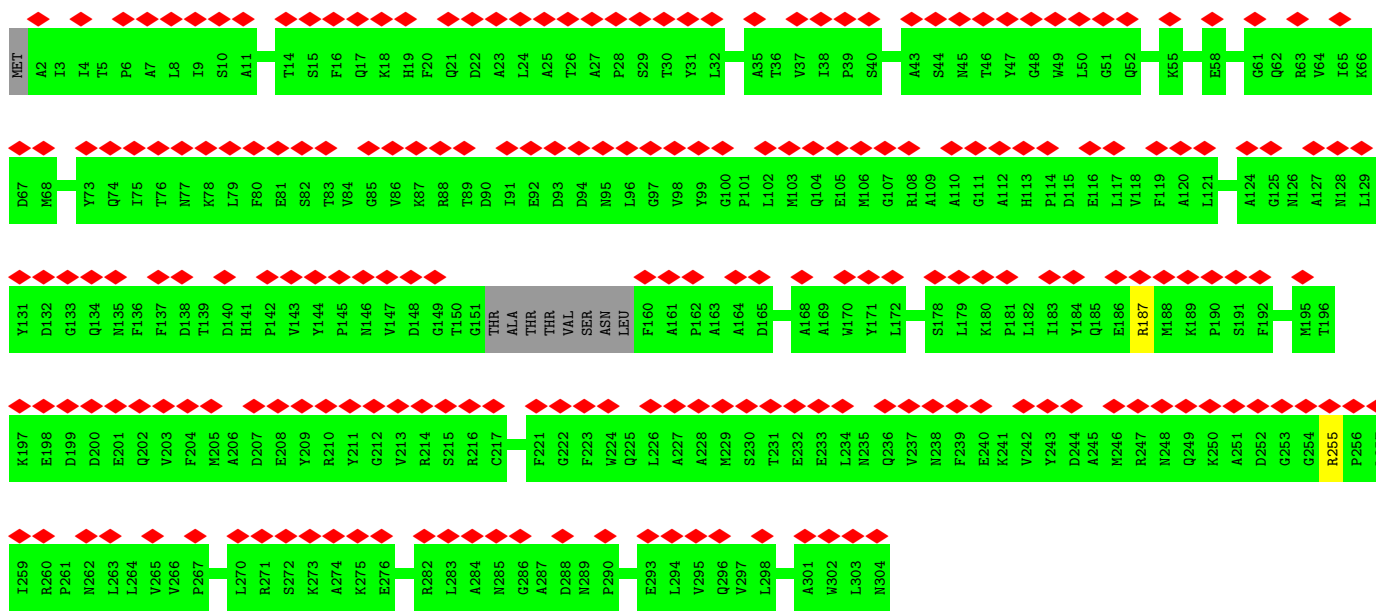 MET A2 I3 I4 T5 P6 A7 L8 I9 S10 A11 T14 S15 F16 Q17 K18 H19 F20 Q21 D22 A23 L24 A25 T26 A27 P28 S29 T30 Y31 L32 A35 T36 V37 I38 P39 S40 A43 S44 N45 T46 Y47 G48 W49 L50 G51 Q52 K55 E58 G61 Q62 R63 V64 I65 K66
D67 M68 Y73 Q74 I75 T76 N77 K78 L79 F80 E81 S82 T83 V84 G85 V86 K87 R88 T89 D90 I91 E92 D93 D94 N95 L96 G97 V98 Y99 G100 P101 L102 M103 Q104 E105 M106 G107 R108 A109 A110 G111 A112 H113 P114 D115 E116 L117 V118 F119 A120 L121 A124 G125 N126 A127 N128 L129
Y131 D132 G133 Q134 N135 F136 F137 D138 T139 D140 H141 P142 V143 Y144 P145 N146 V147 D148 G149 T150 G151 THR ALA THR THR VAL SER ASN LEU F160 A161 P162 A163 A164 D165 A168 A169 W170 Y171 L172 S178 L179 K180 P181 L182 I183 Y184 Q185 E186 R187 M188 K189 P190 S191 F192 M195 T196
K197 E198 D199 D200 E201 Q202 V203 F204 M205 A206 D207 E208 Y209 R210 Y211 G212 V213 R214 S215 R216 C217 F221 G222 F223 W224 Q225 L226 A227 A228 M229 S230 T231 E232 E233 L234 N235 Q236 V237 N238 F239 E240 K241 V242 Y243 D244 A245 M246 R247 N248 Q249 K250 A251 D252 G253 G254 R255 P256
I259 R260 P261 N262 L263 L264 V265 V266 P267 L270 R271 S272 K273 A274 K275 E276 R282 L283 A284 N285 G286 A287 D288 N289 P290 E293 L294 V295 Q296 V297 L298 A301 W302 L303 N304